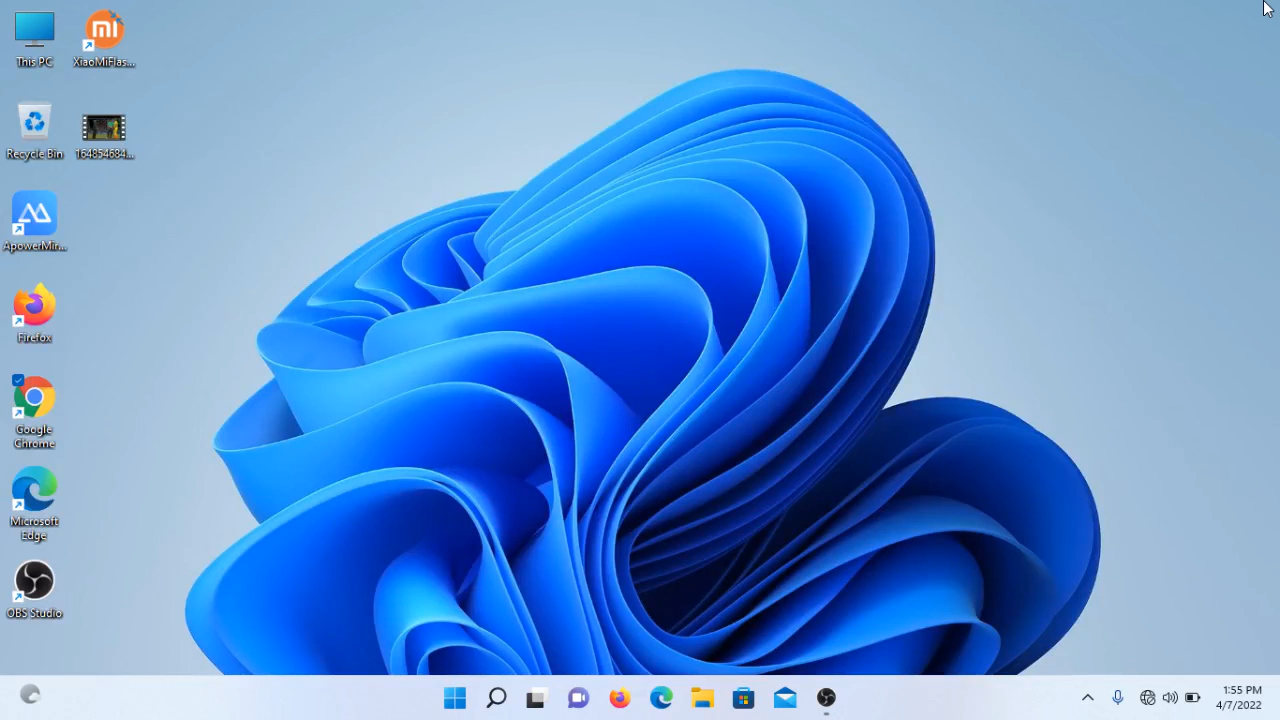 This PC
XiaoMiFlas...
Recycle Bin
164854684...
ApowerMir...
Firefox
Google
Chrome
Microsoft
Edge
OBS Studio
1:55 PM
4/7/2022